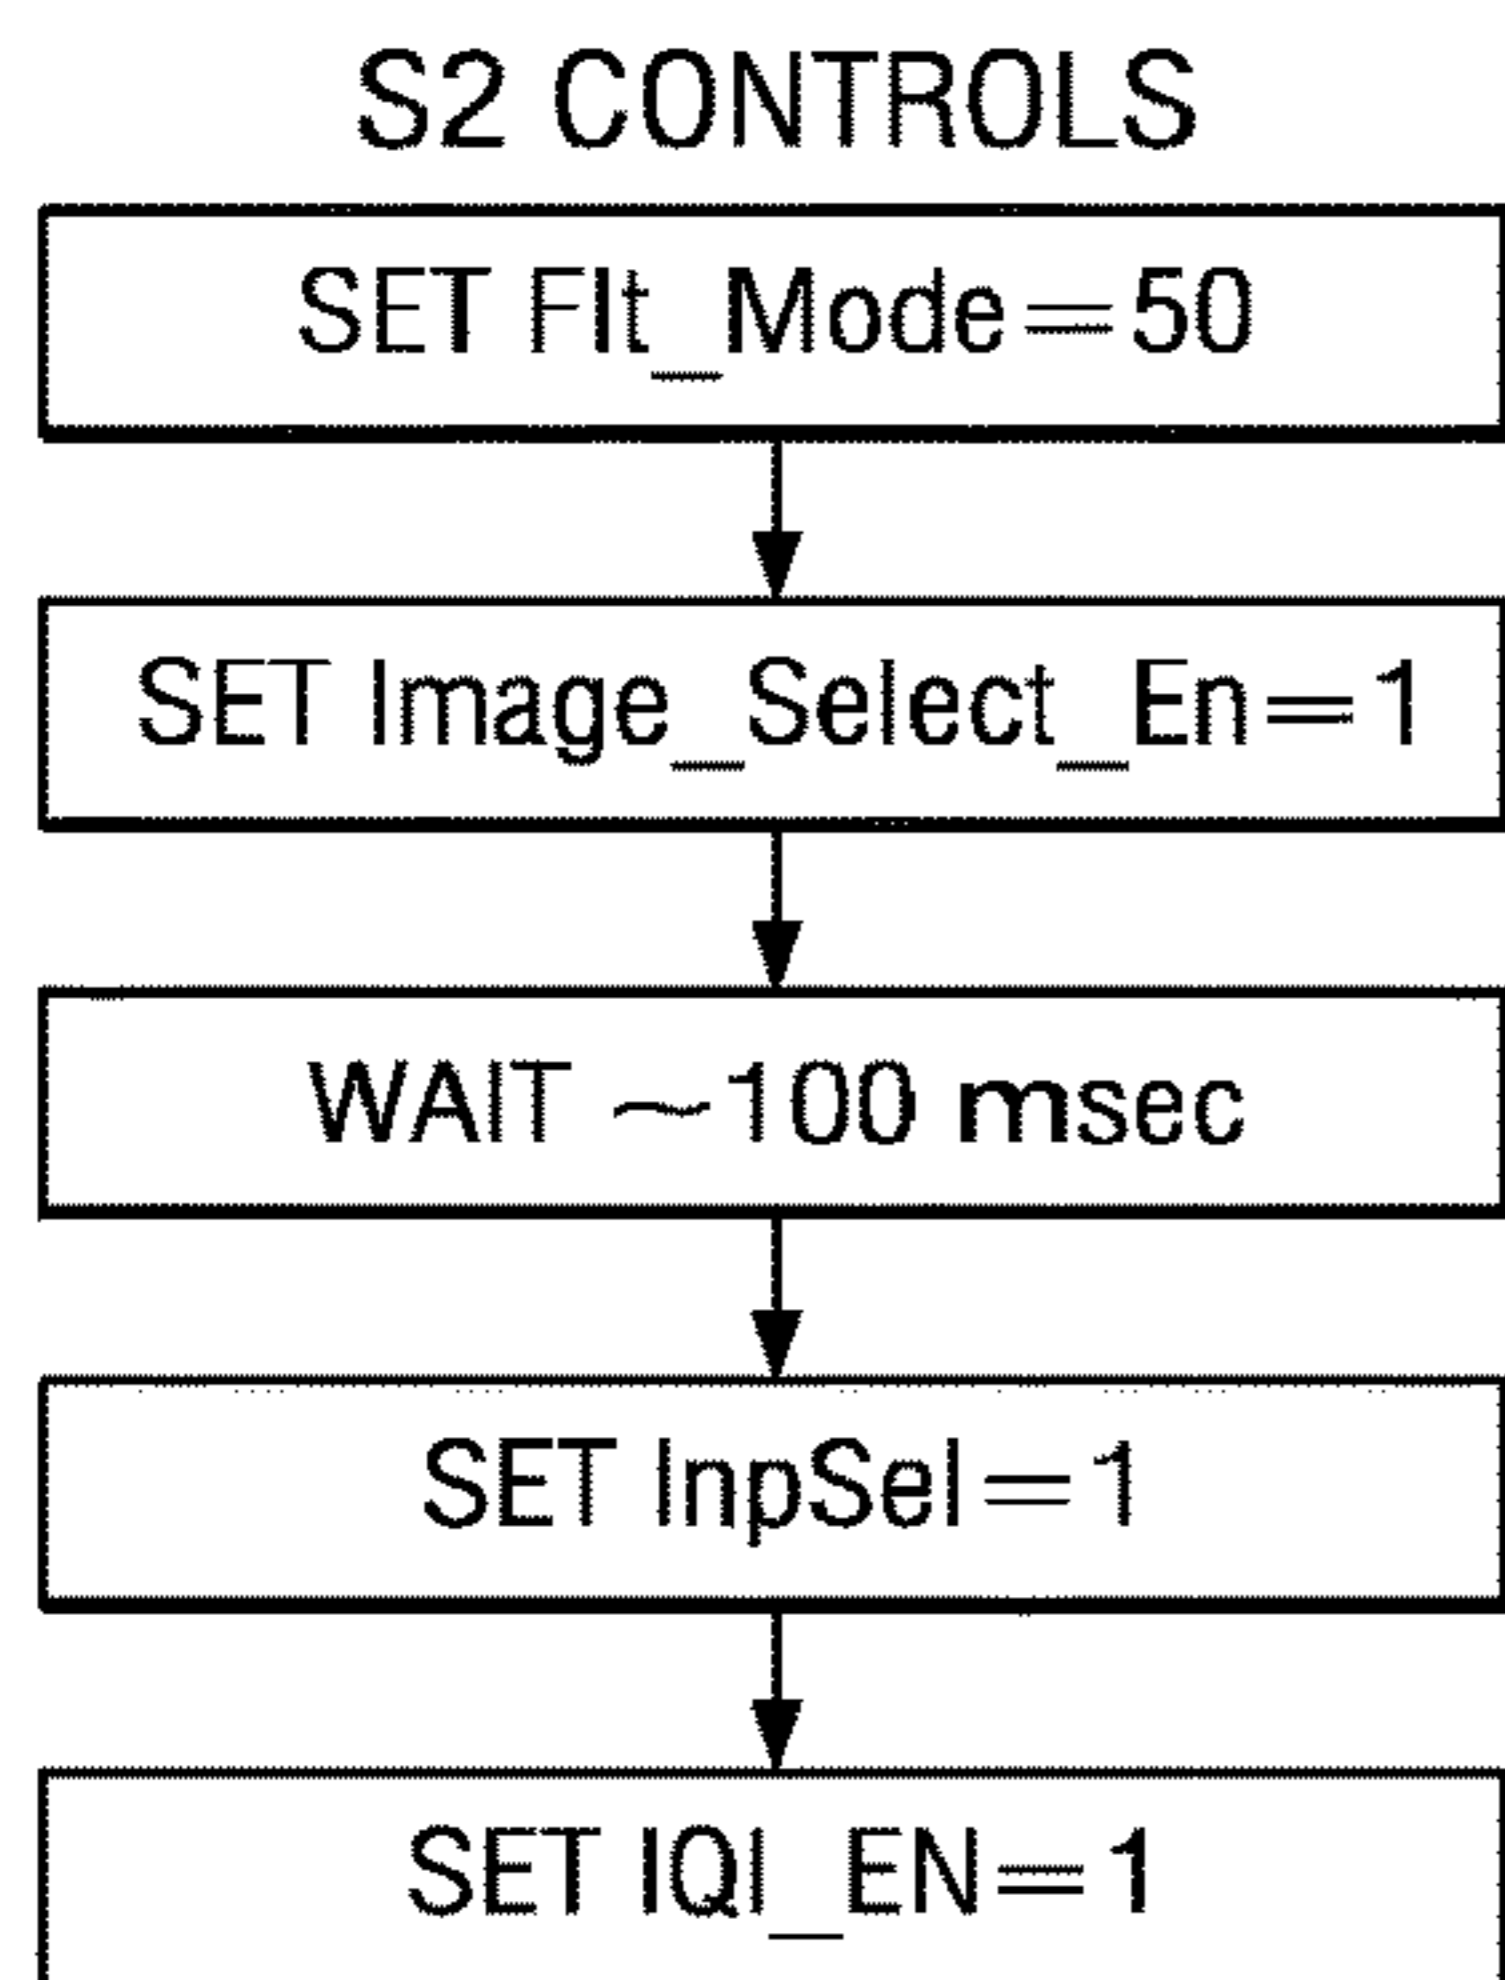 S2 CONTROLS
SET Flt_Mode=50
SET Image_Select_En=1
WAIT ~100 msec
SET InpSel=1
SET IQI_EN=1